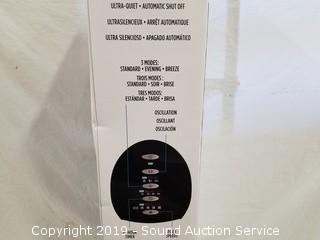 ULTRA-QUIET • AUTOMATIC SHUT OFF
ULTRASILENCIEUX • ARRÊT AUTOMATIQUE
ULTRA SILENCIOSO • APAGADO AUTOMÁTICO
3 MODES:
STANDARD • EVENING • BREEZE
TROIS MODES :
STANDARD • SOIR • BRISE
TRES MODOS:
ESTÁNDAR • TARDE • BRISA
OSCILLATION
OSCILLANT
OSCILACIÓN
TIMER
Copyright 2019 - Sound Auction Service